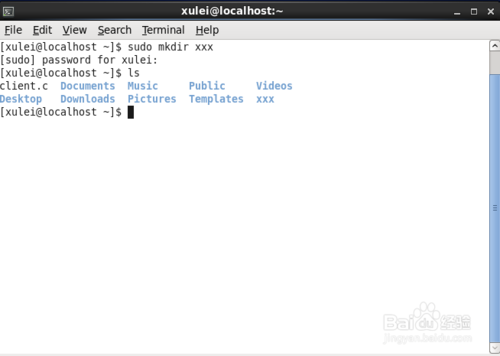 xulei@localhost:~
File Edit View Search Terminal Help
[xulei@localhost ~]$ sudo mkdir xxx
[sudo] password for xulei:
[xulei@localhost ~]$ ls
client.c Documents Music Public Videos
Desktop Downloads Pictures Templates xxx
[xulei@localhost ~]$
Baidu 经验
jingyan.baidu.com